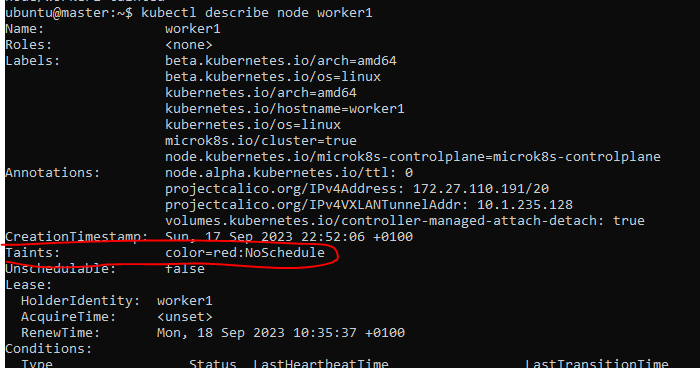 ubuntu@master:~$ kubectl describe node worker1
Name:               worker1
Roles:              <none>
Labels:             beta.kubernetes.io/arch=amd64
                    beta.kubernetes.io/os=linux
                    kubernetes.io/arch=amd64
                    kubernetes.io/hostname=worker1
                    kubernetes.io/os=linux
                    microk8s.io/cluster=true
                    node.kubernetes.io/microk8s-controlplane=microk8s-controlplane
Annotations:        node.alpha.kubernetes.io/ttl: 0
                    projectcalico.org/IPv4Address: 172.27.110.191/20
                    projectcalico.org/IPv4VXLANTunnelAddr: 10.1.235.128
                    volumes.kubernetes.io/controller-managed-attach-detach: true
CreationTimestamp:  Sun, 17 Sep 2023 22:52:06 +0100
Taints:             color=red:NoSchedule
Unschedulable:      false
Lease:
  HolderIdentity:  worker1
  AcquireTime:     <unset>
  RenewTime:       Mon, 18 Sep 2023 10:35:37 +0100
Conditions:
  Type                 Status  LastHeartbeatTime                 LastTransitionTime